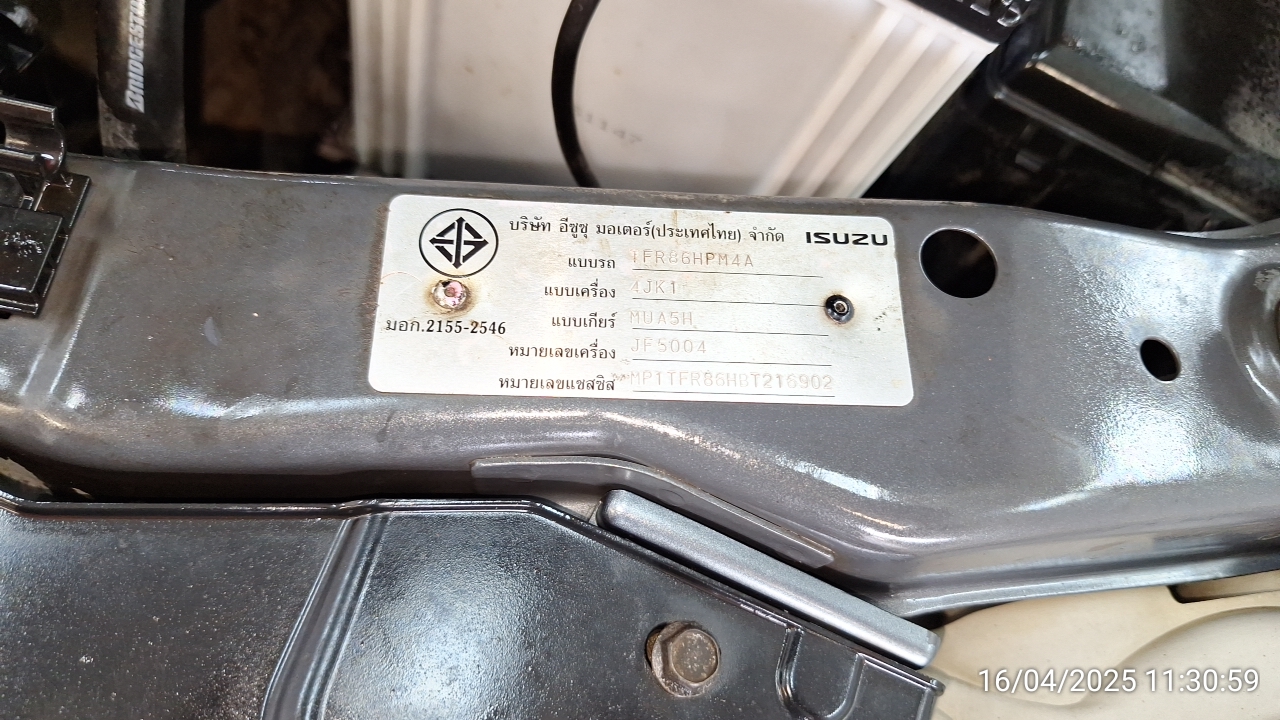 BRIDGESTONE
บริษัท อีซูซุ มอเตอร์(ประเทศไทย) จำกัด ISUZU
แบบรถ TFR86HPM4A
แบบเครื่อง 4JK1
แบบเกียร์ MUA5H
มอก.2155-2546
หมายเลขเครื่อง JF5004
หมายเลขแชสซิส MP1TFR86HBT216902
16/04/2025 11:30:59